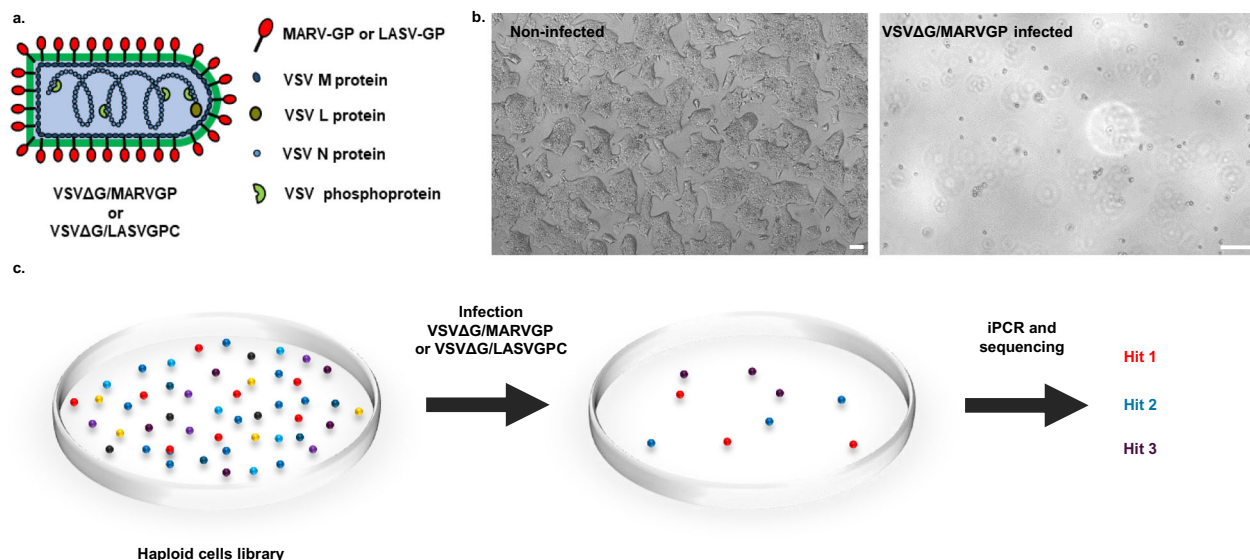 a.
MARV-GP or LASV-GP
VSV M protein
VSV L protein
VSV N protein
VSV phosphoprotein
VSVΔG/MARVGP
or
VSVΔG/LASVGPC
b.
Non-infected
VSVΔG/MARVGP infected
c.
Infection
VSVΔG/MARVGP
or VSVΔG/LASVGPC
iPCR and
sequencing
Hit 1
Hit 2
Hit 3
Haploid cells library